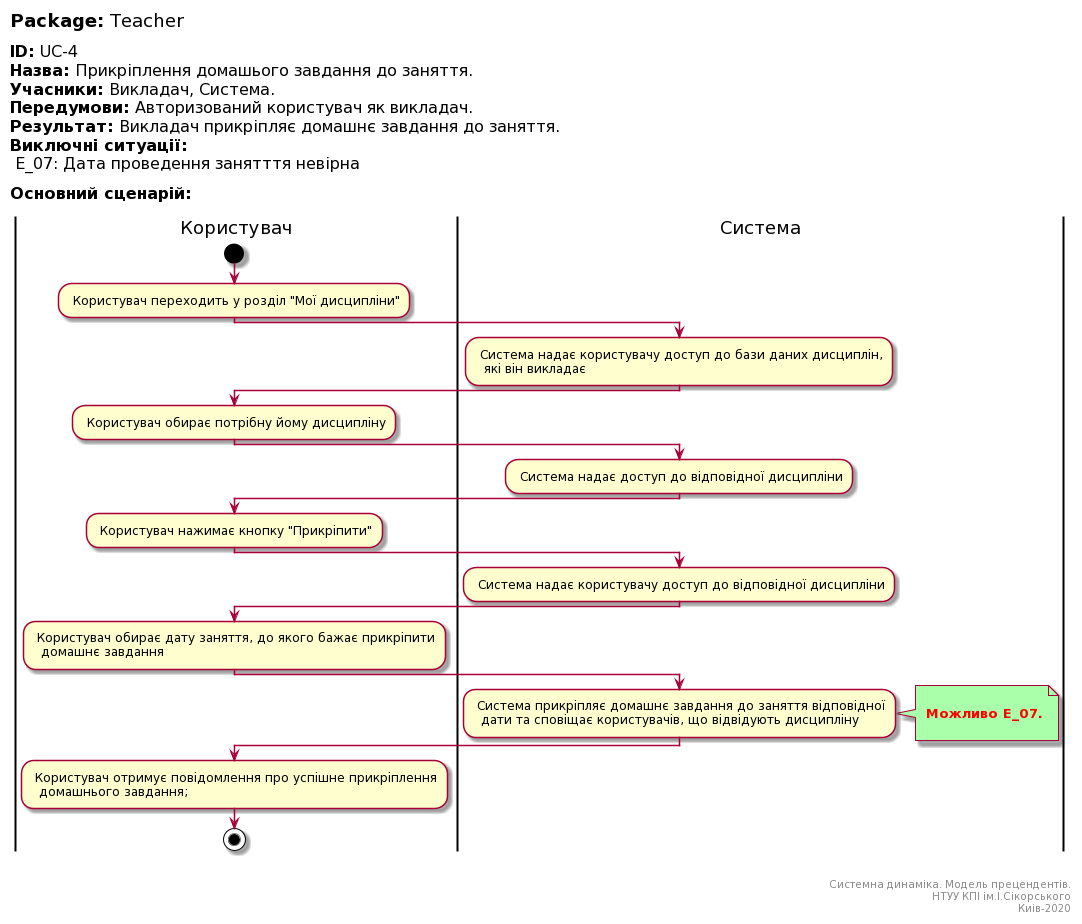 Package: Teacher
ID: UC-4
Назва: Прикріплення домашього завдання до заняття.
Учасники: Викладач, Система.
Передумови: Авторизований користувач як викладач.
Результат: Викладач прикріпляє домашнє завдання до заняття.
Виключні ситуації:
E_07: Дата проведення занятття невірна
Основний сценарій:
Користувач
Система
Користувач переходить у розділ "Мої дисципліни"
Система надає користувачу доступ до бази даних дисциплін,
які він викладає
Користувач обирає потрібну йому дисципліну
Система надає доступ до відповідної дисципліни
Користувач нажимає кнопку "Прикріпити"
Система надає користувачу доступ до відповідної дисципліни
Користувач обирає дату заняття, до якого бажає прикріпити
домашнє завдання
Система прикріпляє домашнє завдання до заняття відповідної
дати та сповіщає користувачів, що відвідують дисципліну
Можливо E_07.
Користувач отримує повідомлення про успішне прикріплення
домашнього завдання;
Системна динаміка. Модель прецендентів.
НТУУ КПІ ім.І.Сікорського
Київ-2020